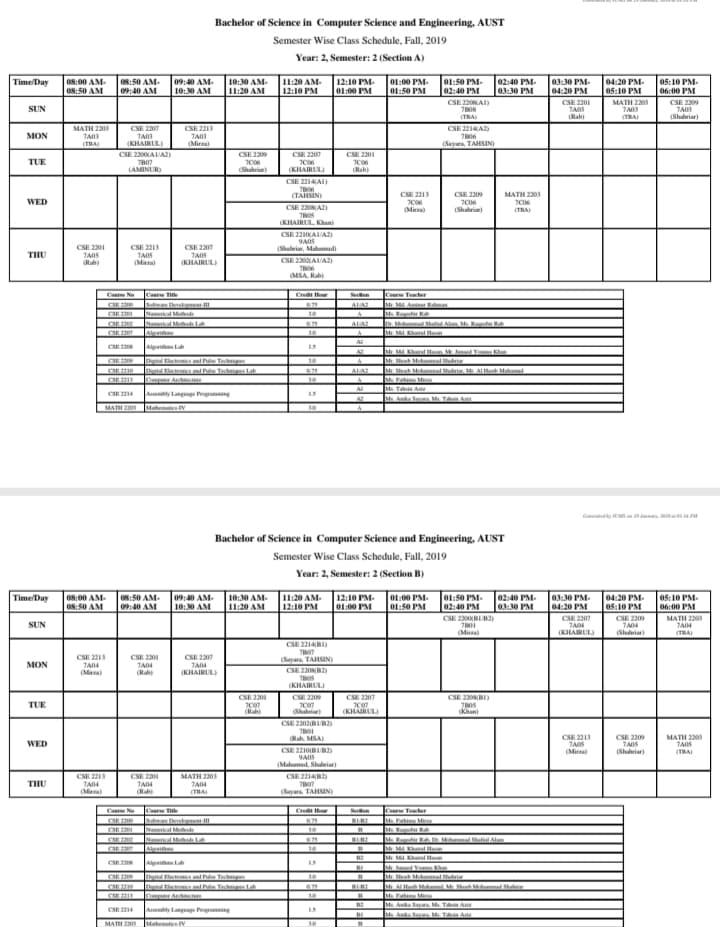 Bachelor of Science in Computer Science and Engineering, AUST
Semester Wise Class Schedule, Fall, 2019
Year: 2, Semester: 2 (Section A)
Time/Day 08:00 AM- 08:50 AM- 09:40 AM- 10:30 AM- 11:20 AM- 12:10 PM- 01:00 PM- 01:50 PM- 02:40 PM- 03:30 PM- 04:20 PM- 05:10 PM-
08:50 AM 09:40 AM 10:30 AM 11:20 AM 12:10 PM 01:00 PM 01:50 PM 02:40 PM 03:30 PM 04:20 PM 05:10 PM 06:00 PM
SUN
CSE 2208(A1) CSE 2201 MATH 2203 CSE 2209
7B08 7A03 7A03 7A03
(TBA) (Rab) (TBA) (Shahriar)
MON
MATH 2203 CSE 2207 CSE 2213 CSE 2214(A2)
7A03 7A03 7A03 7B06
(TBA) (KHAIRUL) (Mirza) (Sayara, TAHSIN)
TUE
CSE 2200(A1/A2) CSE 2209 CSE 2207 CSE 2201
7B07 7C06 7C06 7C06
(AMINUR) (Shahriar) (KHAIRUL) (Rab)
WED
CSE 2214(A1)
7B06
(TAHSIN)
CSE 2208(A2)
7B05
(KHAIRUL, Khan)
CSE 2213 CSE 2209 MATH 2203
7C06 7C06 7C06
(Mirza) (Shahriar) (TBA)
THU
CSE 2201 CSE 2213 CSE 2207
7A05 7A05 7A05
(Rab) (Mirza) (KHAIRUL)
CSE 2210(A1/A2)
9A05
(Shahriar, Mahamud)
CSE 2202(A1/A2)
7B06
(MSA, Rab)
Course No Course Title Credit Hour Section Course Teacher
CSE 2200 Software Development-III 0.75 A1/A2 Mr. Md. Aminur Rahman
CSE 2201 Numerical Methods 3.0 A Ms. Raqeebir Rab
CSE 2202 Numerical Methods Lab 0.75 A1/A2 Dr. Mohammad Shafiul Alam, Ms. Raqeebir Rab
CSE 2207 Algorithms 3.0 A Mr. Md. Khairul Hasan
CSE 2208 Algorithms Lab 1.5 A1
A2 Mr. Md. Khairul Hasan, Mr. Junaed Younus Khan
CSE 2209 Digital Electronics and Pulse Techniques 3.0 A Mr. Shoeb Mohammad Shahriar
CSE 2210 Digital Electronics and Pulse Techniques Lab 0.75 A1/A2 Mr. Shoeb Mohammad Shahriar, Mr. Al Hasib Mahamud
CSE 2213 Computer Architecture 3.0 A Ms. Fathima Mirza
CSE 2214 Assembly Language Programming 1.5 A1 Ms. Tahsin Aziz
A2 Ms. Anika Sayara, Ms. Tahsin Aziz
MATH 2203 Mathematics-IV 3.0 A
Generated by IUMS on 19 January, 2020 at 01:14 PM
Bachelor of Science in Computer Science and Engineering, AUST
Semester Wise Class Schedule, Fall, 2019
Year: 2, Semester: 2 (Section B)
Time/Day 08:00 AM- 08:50 AM- 09:40 AM- 10:30 AM- 11:20 AM- 12:10 PM- 01:00 PM- 01:50 PM- 02:40 PM- 03:30 PM- 04:20 PM- 05:10 PM-
08:50 AM 09:40 AM 10:30 AM 11:20 AM 12:10 PM 01:00 PM 01:50 PM 02:40 PM 03:30 PM 04:20 PM 05:10 PM 06:00 PM
SUN
CSE 2200(B1/B2) CSE 2207 CSE 2209 MATH 2203
7B01 7A04 7A04 7A04
(Mirza) (KHAIRUL) (Shahriar) (TBA)
MON
CSE 2213 CSE 2201 CSE 2207
7A04 7A04 7A04
(Mirza) (Rab) (KHAIRUL)
CSE 2214(B1)
7B07
(Sayara, TAHSIN)
CSE 2208(B2)
7B05
(KHAIRUL)
TUE
CSE 2201 CSE 2209 CSE 2207 CSE 2208(B1)
7C07 7C07 7C07 7B05
(Rab) (Shahriar) (KHAIRUL) (Khan)
WED
CSE 2202(B1/B2)
7B01
(Rab, MSA)
CSE 2210(B1/B2)
9A05
(Mahamud, Shahriar)
CSE 2213 CSE 2209 MATH 2203
7A05 7A05 7A05
(Mirza) (Shahriar) (TBA)
THU
CSE 2213 CSE 2201 MATH 2203 CSE 2214(B2)
7A04 7A04 7A04 7B07
(Mirza) (Rab) (TBA) (Sayara, TAHSIN)
Course No Course Title Credit Hour Section Course Teacher
CSE 2200 Software Development-III 0.75 B1/B2 Ms. Fathima Mirza
CSE 2201 Numerical Methods 3.0 B Ms. Raqeebir Rab
CSE 2202 Numerical Methods Lab 0.75 B1/B2 Ms. Raqeebir Rab, Dr. Mohammad Shafiul Alam
CSE 2207 Algorithms 3.0 B Mr. Md. Khairul Hasan
CSE 2208 Algorithms Lab 1.5 B2 Mr. Md. Khairul Hasan
B1 Mr. Junaed Younus Khan
CSE 2209 Digital Electronics and Pulse Techniques 3.0 B Mr. Shoeb Mohammad Shahriar
CSE 2210 Digital Electronics and Pulse Techniques Lab 0.75 B1/B2 Mr. Al Hasib Mahamud, Mr. Shoeb Mohammad Shahriar
CSE 2213 Computer Architecture 3.0 B Ms. Fathima Mirza
CSE 2214 Assembly Language Programming 1.5 B2 Ms. Anika Sayara, Ms. Tahsin Aziz
B1 Ms. Anika Sayara, Ms. Tahsin Aziz
MATH 2203 Mathematics-IV 3.0 B